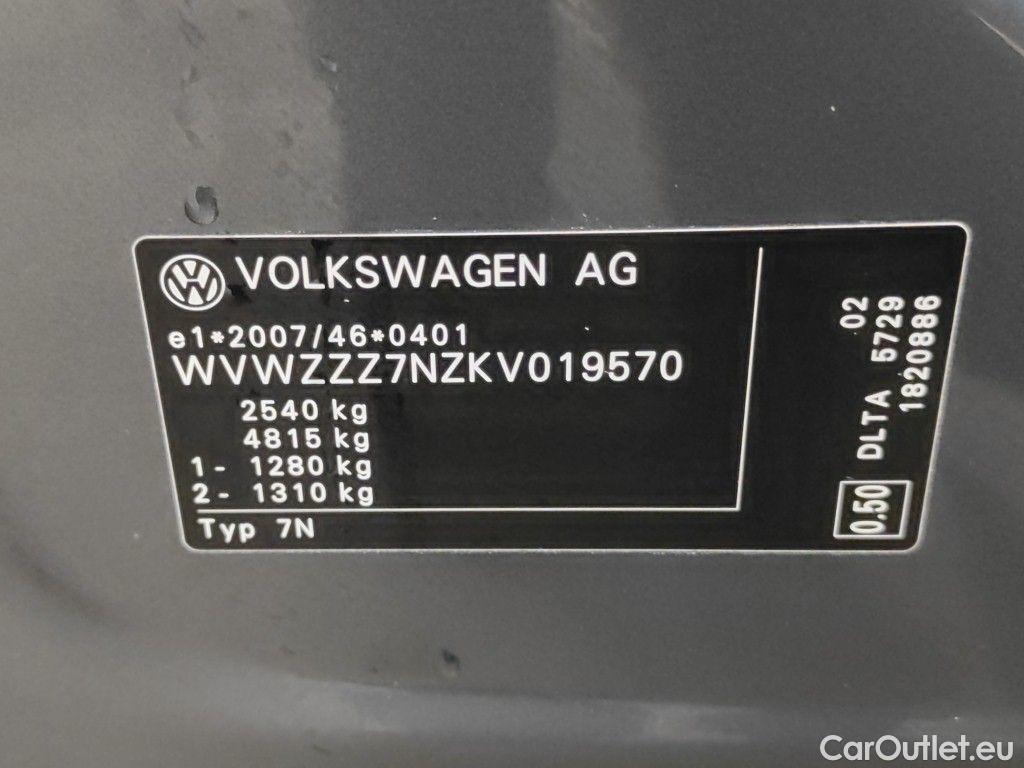 VOLKSWAGEN AG
e1*2007/46*0401
WVWZZZ7NZKV019570
2540 kg
4815 kg
1- 1280 kg
2- 1310 kg
Typ 7N
02
DLTA 5729
1820886
0.50
CarOutlet.eu